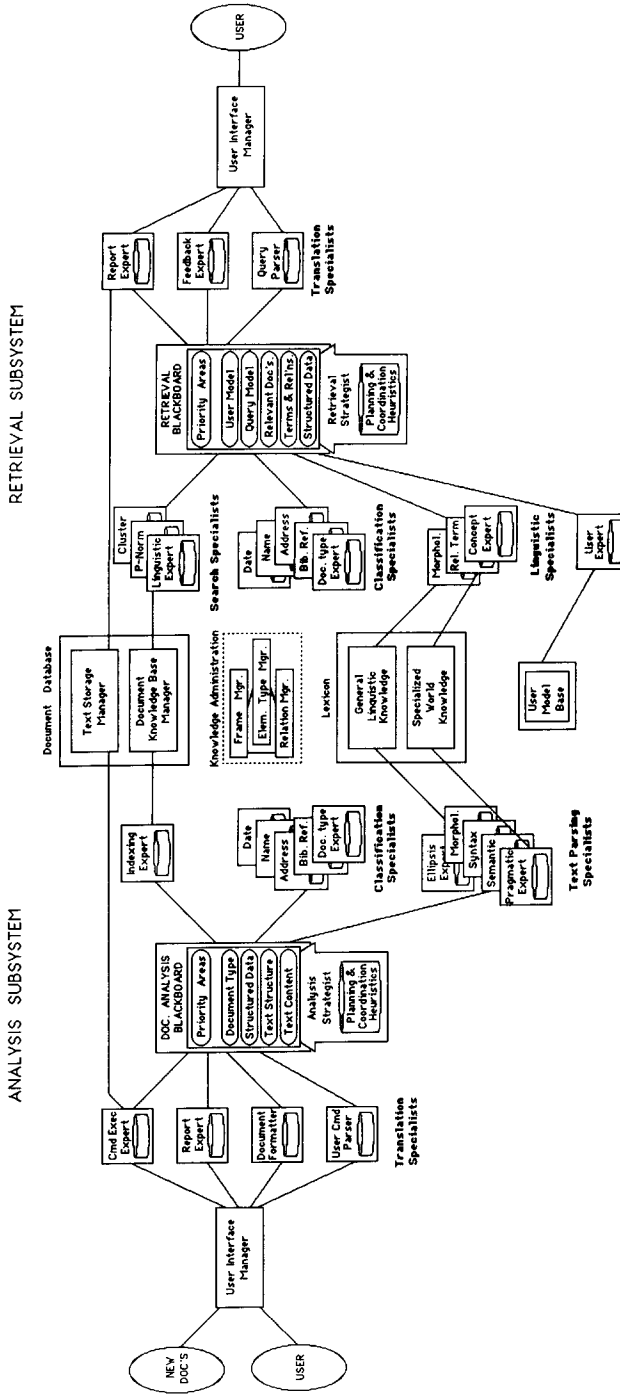 ANALYSIS SUBSYSTEM
RETRIEVAL SUBSYSTEM
NEW
DOC'S
USER
User Interface
Manager
Cmd Exec
Expert
Report
Expert
Document
Formatter
User Cmd
Parser
Translation
Specialists
DOC. ANALYSIS
BLACKBOARD
Priority Areas
Document Type
Structured Data
Text Structure
Text Content
Analysis
Strategist
Planning &
Coordination
Heuristics
Indexing
Expert
Date
Name
Address
Bib. Ref.
Doc. type
Expert
Classification
Specialists
Ellipsis
Expert
Morphol.
Syntax
Semantic
Pragmatic
Expert
Text Parsing
Specialists
Document Database
Text Storage
Manager
Document
Knowledge Base
Manager
Knowledge Administration
Frame Mgr.
Elem. Type Mgr.
Relation Mgr.
Lexicon
General
Linguistic
Knowledge
Specialized
World
Knowledge
User
Model
Base
Cluster
P-Norm
Linguistic
Expert
Search Specialists
Date
Name
Address
Bib. Ref.
Doc. type
Expert
Classification
Specialists
Morphol.
Rel. Term
Concept
Expert
Linguistic
Specialists
User
Expert
RETRIEVAL
BLACKBOARD
Priority Areas
User Model
Query Model
Relevant Doc's.
Terms & Rel'ns
Structured Data
Retrieval
Strategist
Planning &
Coordination
Heuristics
Report
Expert
Feedback
Expert
Query
Parser
Translation
Specialists
User Interface
Manager
USER